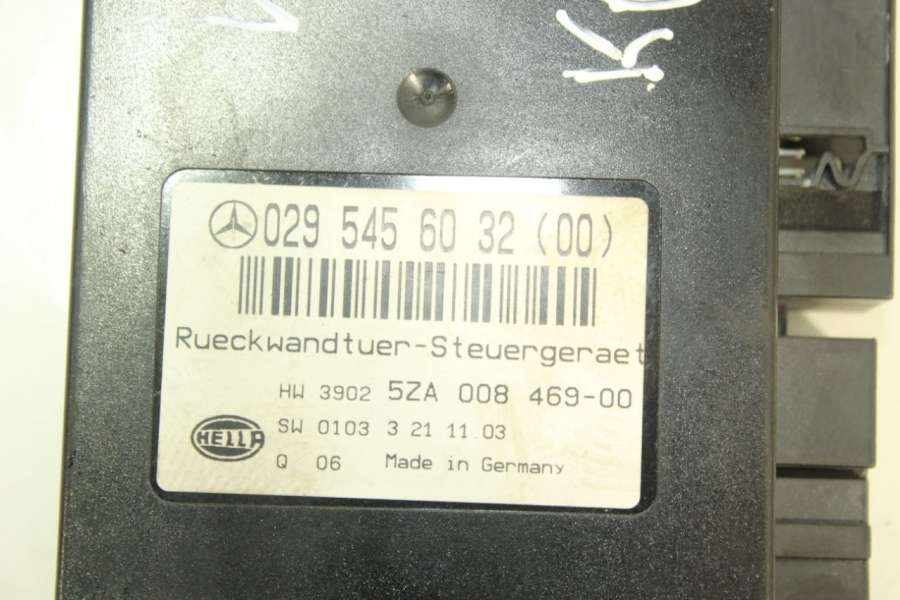 029 545 60 32 (00)
Rueckwandtuer-Steuergeraet
HW 3902 5ZA 008 469-00
HELLA
SW 0103 3 21 11.03
Q 06 Made in Germany